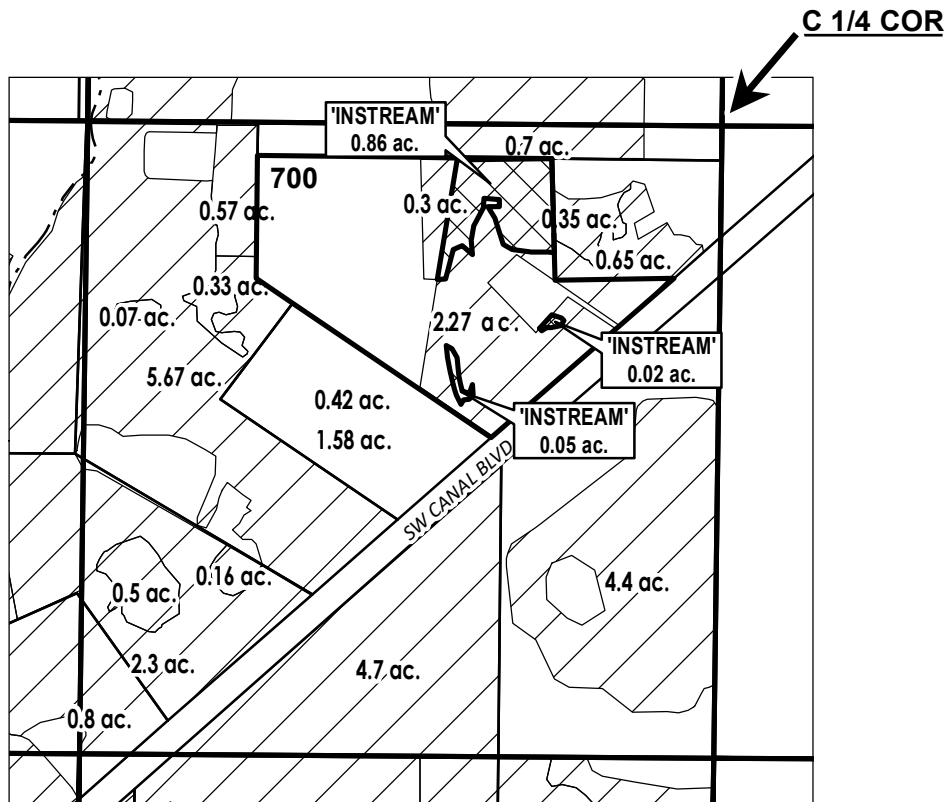 C 1/4 COR
'INSTREAM'
0.86 ac.
0.7 ac.
700
0.3 ac.
0.57 ac.
0.35 ac.
0.65 ac.
0.33 ac.
0.07 ac.
2.27 ac.
'INSTREAM'
0.02 ac.
5.67 ac.
0.42 ac.
'INSTREAM'
0.05 ac.
1.58 ac.
SW CANAL BLVD
0.16 ac.
0.5 ac.
4.4 ac.
2.3 ac.
4.7 ac.
0.8 ac.